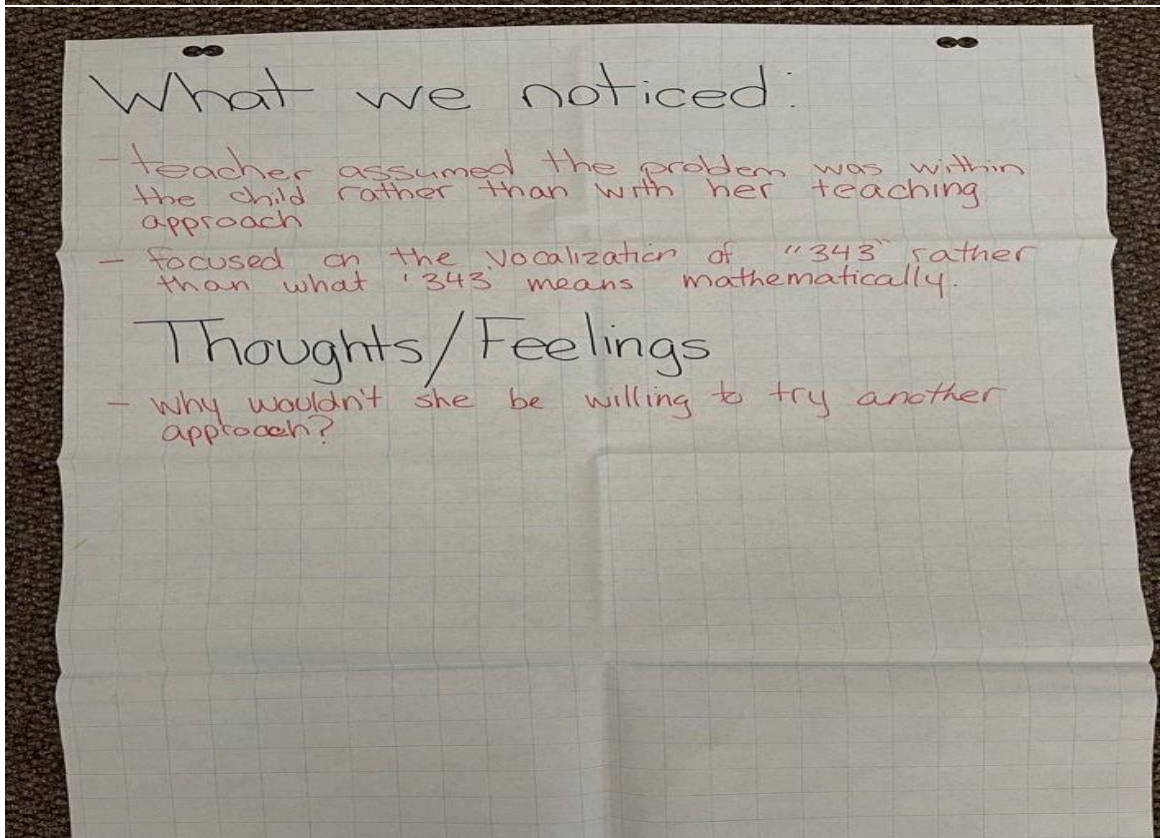 What we noticed:
- teacher assumed the problem was within
the child rather than with her teaching
approach
- focused on the vocalization of "343" rather
than what '343' means mathematically.
Thoughts/Feelings
- why wouldn't she be willing to try another
approach?